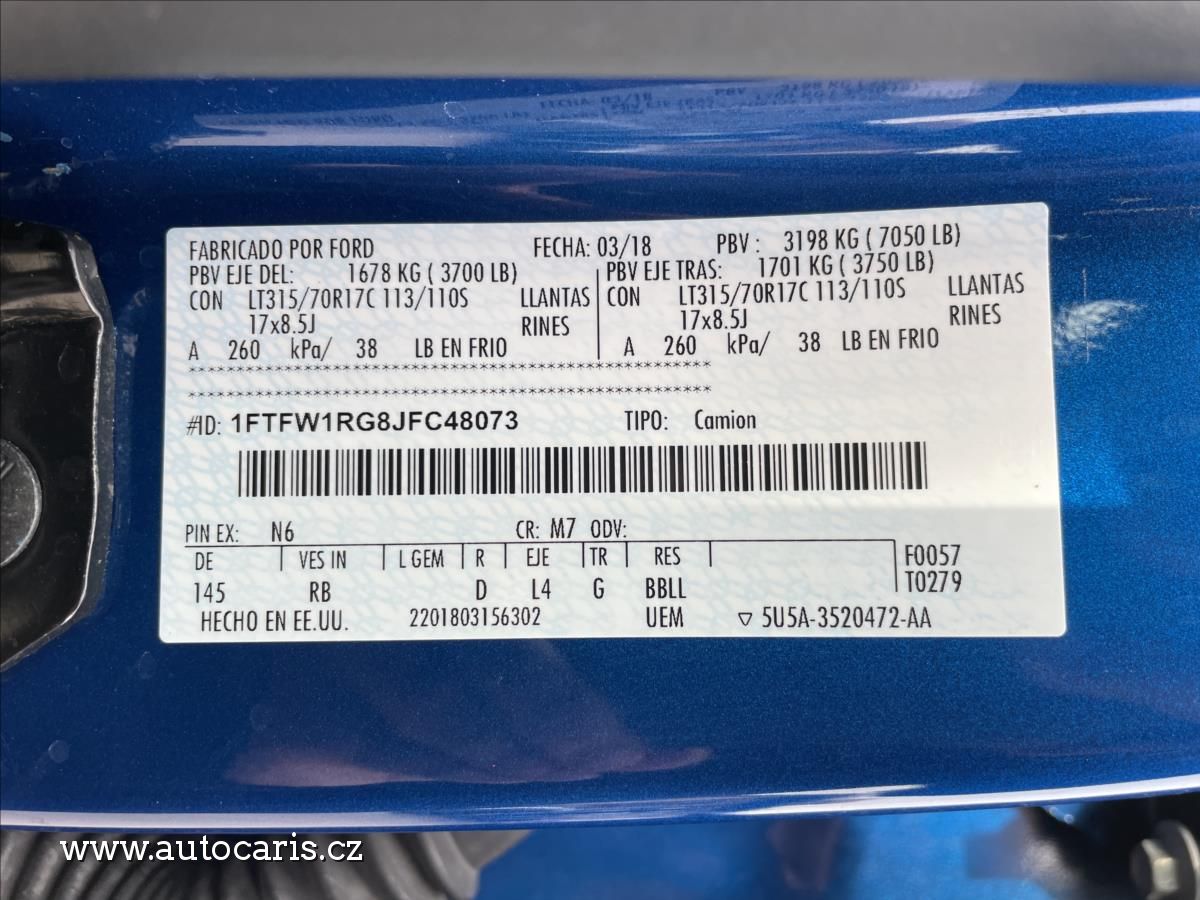 FABRICADO POR FORD FECHA: 03/18 PBV : 3198 KG ( 7050 LB)
PBV EJE DEL: 1678 KG ( 3700 LB) PBV EJE TRAS: 1701 KG ( 3750 LB)
CON LT315/70R17C 113/110S LLANTAS CON LT315/70R17C 113/110S LLANTAS
17x8.5J RINES 17x8.5J RINES
A 260 kPa/ 38 LB EN FRIO A 260 kPa/ 38 LB EN FRIO
****************************************************
****************************************************
#ID: 1FTFW1RG8JFC48073 TIPO: Camion
PIN EX: N6 CR: M7 ODV:
DE VES IN L GEM R EJE TR RES F0057
145 RB D L4 G BBLL T0279
HECHO EN EE.UU. 2201803156302 UEM ▽ 5U5A-3520472-AA
www.autocaris.cz